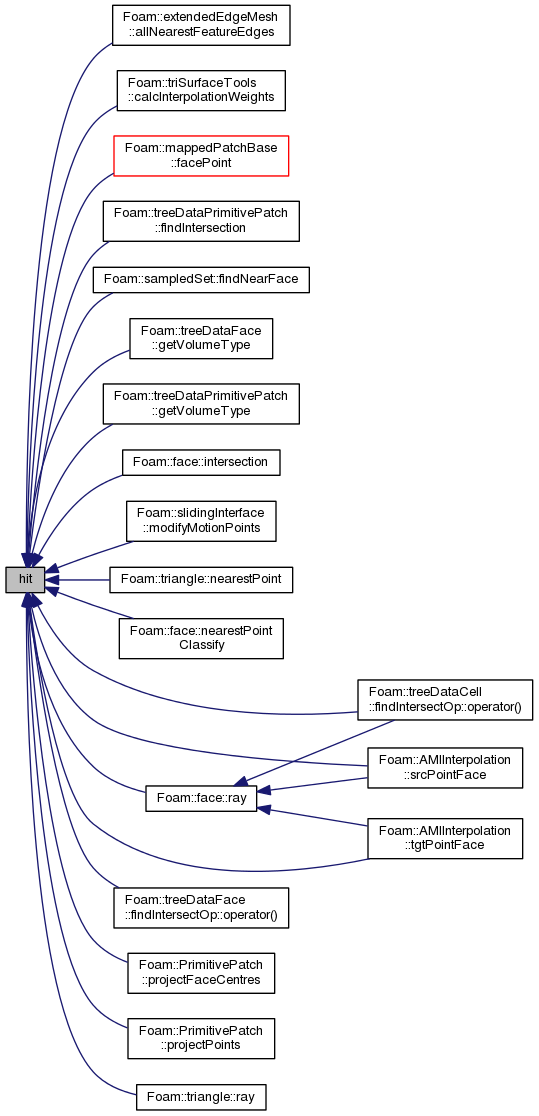 Foam::extendedEdgeMesh
::allNearestFeatureEdges
Foam::triSurfaceTools
::calcInterpolationWeights
Foam::mappedPatchBase
::facePoint
Foam::treeDataPrimitivePatch
::findIntersection
Foam::sampledSet::findNearFace
Foam::treeDataFace
::getVolumeType
Foam::treeDataPrimitivePatch
::getVolumeType
Foam::face::intersection
Foam::slidingInterface
::modifyMotionPoints
hit
Foam::triangle::nearestPoint
Foam::face::nearestPoint
Classify
Foam::treeDataCell
::findIntersectOp::operator()
Foam::AMIInterpolation
::srcPointFace
Foam::face::ray
Foam::AMIInterpolation
::tgtPointFace
Foam::treeDataFace
::findIntersectOp::operator()
Foam::PrimitivePatch
::projectFaceCentres
Foam::PrimitivePatch
::projectPoints
Foam::triangle::ray